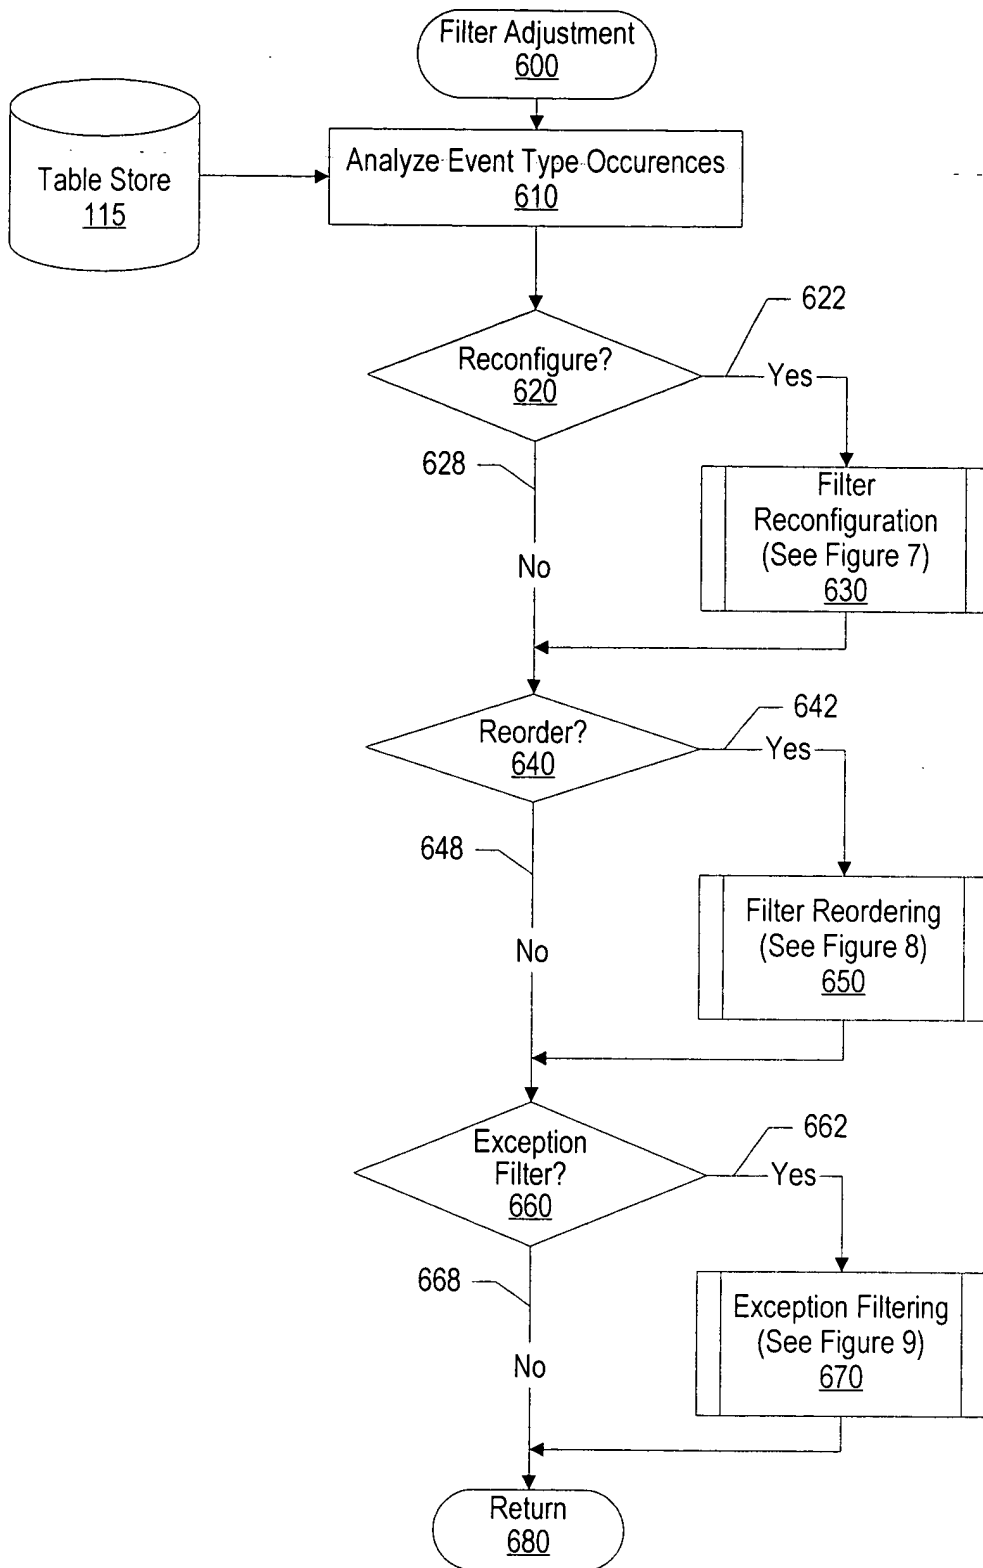 Filter Adjustment
600
Table Store
115
Analyze Event Type Occurences
610
622
Reconfigure?
620
Yes
628
Filter
Reconfiguration
(See Figure 7)
630
No
642
Reorder?
640
Yes
648
Filter Reordering
(See Figure 8)
650
No
662
Exception
Filter?
660
Yes
668
Exception Filtering
(See Figure 9)
670
No
Return
680